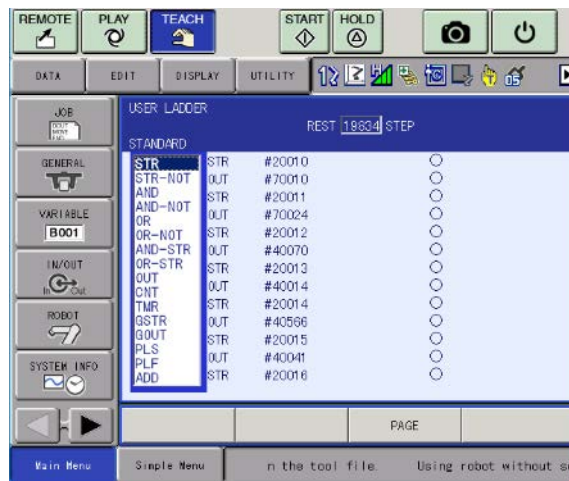 REMOTE PLAY TEACH START HOLD
DATA EDIT DISPLAY UTILITY
JOB
DOUT
MOVE
END
GENERAL
VARIABLE
B001
IN/OUT
In Out
ROBOT
SYSTEM INFO
USER LADDER
REST 19634 STEP
STANDARD
STR STR #20010
STR-NOT OUT #70010
AND STR #20011
AND-NOT OUT #70024
OR STR #20012
OR-NOT OUT #40070
AND-STR STR #20013
OR-STR OUT #40014
OUT STR #20014
CNT OUT #40566
TMR STR #20015
GSTR OUT #40041
GOUT STR #20016
PLS
PLF
ADD
PAGE
Main Menu Simple Menu n the tool file. Using robot without s